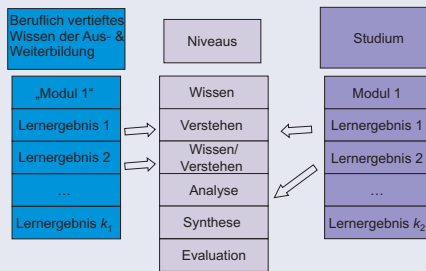 Beruflich vertieftes
Wissen der Aus- &
Weiterbildung
Niveaus
Studium
„Modul 1“
Lernergebnis 1
Lernergebnis 2
…
Lernergebnis k1
Wissen
Verstehen
Wissen/
Verstehen
Analyse
Synthese
Evaluation
Modul 1
Lernergebnis 1
Lernergebnis 2
…
Lernergebnis k2